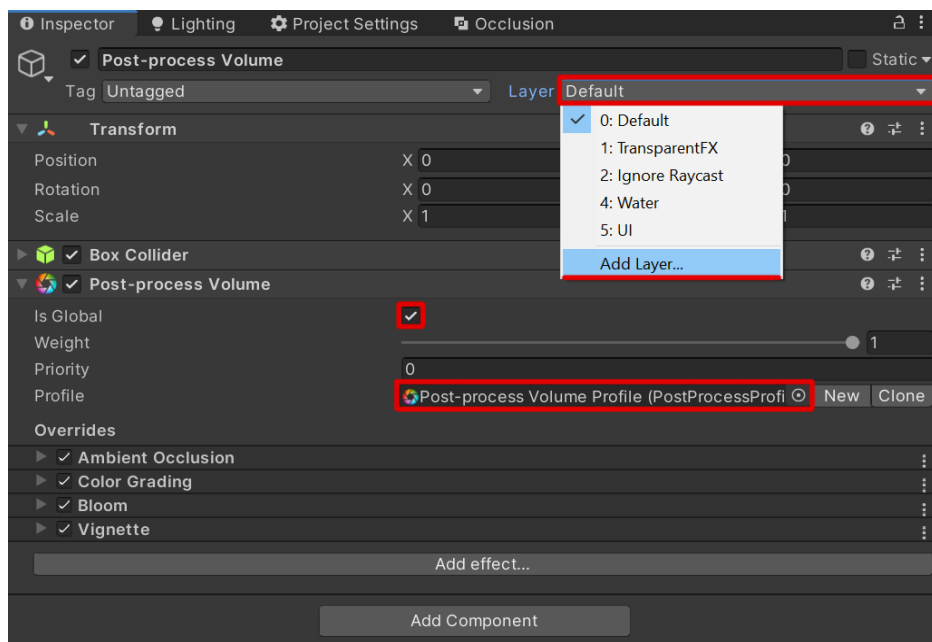 Inspector Lighting Project Settings Occlusion
Post-process Volume Static
Tag Untagged Layer Default
0: Default
1: TransparentFX
2: Ignore Raycast
4: Water
5: UI
Add Layer...
Transform
Position X 0 0
Rotation X 0 0
Scale X 1 1
Box Collider
Post-process Volume
Is Global
Weight 1
Priority 0
Profile Post-process Volume Profile (PostProcessProfi New Clone
Overrides
Ambient Occlusion
Color Grading
Bloom
Vignette
Add effect...
Add Component